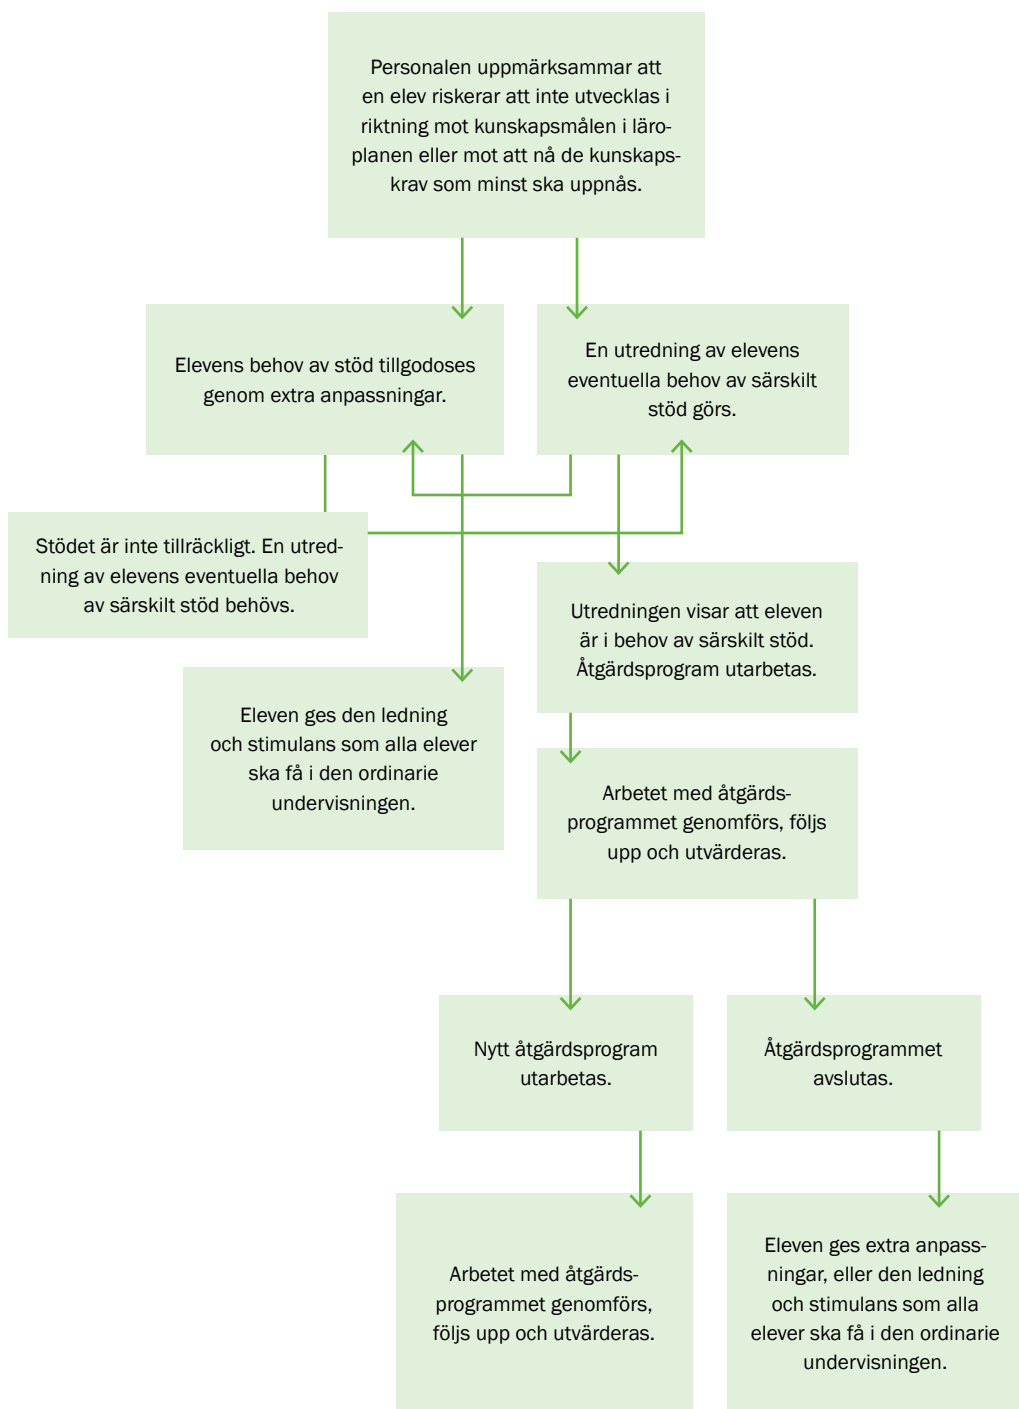 Personalen uppmärksammar att
en elev riskerar att inte utvecklas i
riktning mot kunskapsmålen i läro-
planen eller mot att nå de kunskaps-
krav som minst ska uppnås.
Elevens behov av stöd tillgodoses
genom extra anpassningar.
En utredning av elevens
eventuella behov av särskilt
stöd görs.
Stödet är inte tillräckligt. En utred-
ning av elevens eventuella behov
av särskilt stöd behövs.
Utredningen visar att eleven
är i behov av särskilt stöd.
Åtgärdsprogram utarbetas.
Eleven ges den ledning
och stimulans som alla elever
ska få i den ordinarie
undervisningen.
Arbetet med åtgärds-
programmet genomförs, följs
upp och utvärderas.
Nytt åtgärdsprogram
utarbetas.
Åtgärdsprogrammet
avslutas.
Arbetet med åtgärds-
programmet genomförs,
följs upp och utvärderas.
Eleven ges extra anpass-
ningar, eller den ledning
och stimulans som alla
elever ska få i den ordinarie
undervisningen.